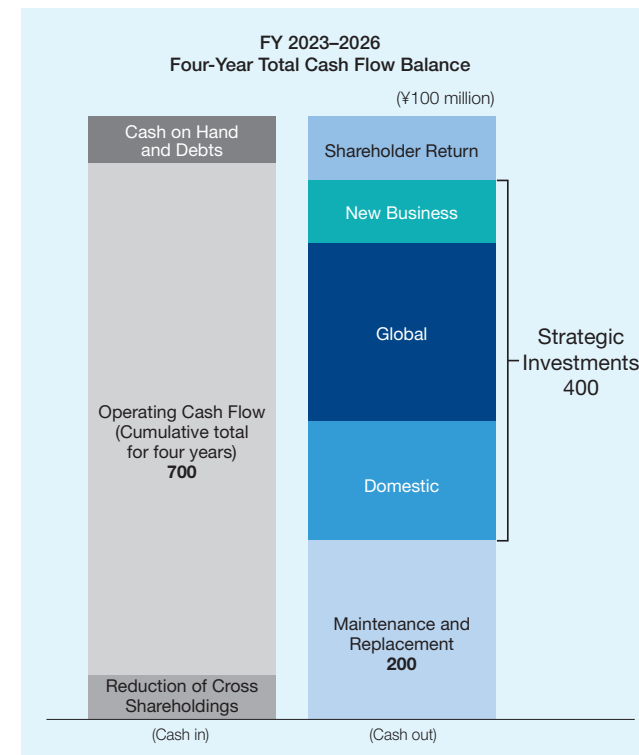 FY 2023–2026
Four-Year Total Cash Flow Balance
(¥100 million)
Cash on Hand
and Debts
Operating Cash Flow
(Cumulative total
for four years)
700
Reduction of Cross
Shareholdings
(Cash in)
Shareholder Return
New Business
Global
Domestic
Maintenance and
Replacement
200
(Cash out)
Strategic
Investments
400